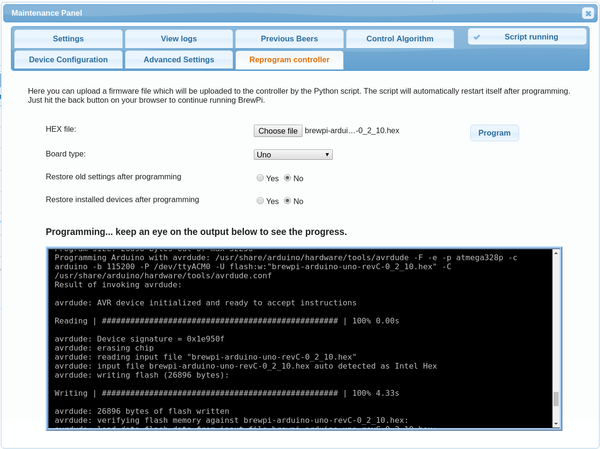 Maintenance Panel
Settings
View logs
Previous Beers
Control Algorithm
Script running
Device Configuration
Advanced Settings
Reprogram controller
Here you can upload a firmware file which will be uploaded to the controller by the Python script. The script will automatically restart itself after programming.
Just hit the back button on your browser to continue running BrewPi.
HEX file:
Choose file brewpi-ardui...-0_2_10.hex
Program
Board type:
Uno
Restore old settings after programming
Yes No
Restore installed devices after programming
Yes No
Programming... keep an eye on the output below to see the progress.
Programming Arduino with avrdude: /usr/share/arduino/hardware/tools/avrdude -F -e -p atmega328p -c
arduino -b 115200 -P /dev/ttyACM0 -U flash:w:"brewpi-arduino-uno-revC-0_2_10.hex" -C
/usr/share/arduino/hardware/tools/avrdude.conf
Result of invoking avrdude:
avrdude: AVR device initialized and ready to accept instructions
Reading | ################################################## | 100% 0.00s
avrdude: Device signature = 0x1e950f
avrdude: erasing chip
avrdude: reading input file "brewpi-arduino-uno-revC-0_2_10.hex"
avrdude: input file brewpi-arduino-uno-revC-0_2_10.hex auto detected as Intel Hex
avrdude: writing flash (26896 bytes):
Writing | ################################################## | 100% 4.33s
avrdude: 26896 bytes of flash written
avrdude: verifying flash memory against brewpi-arduino-uno-revC-0_2_10.hex: